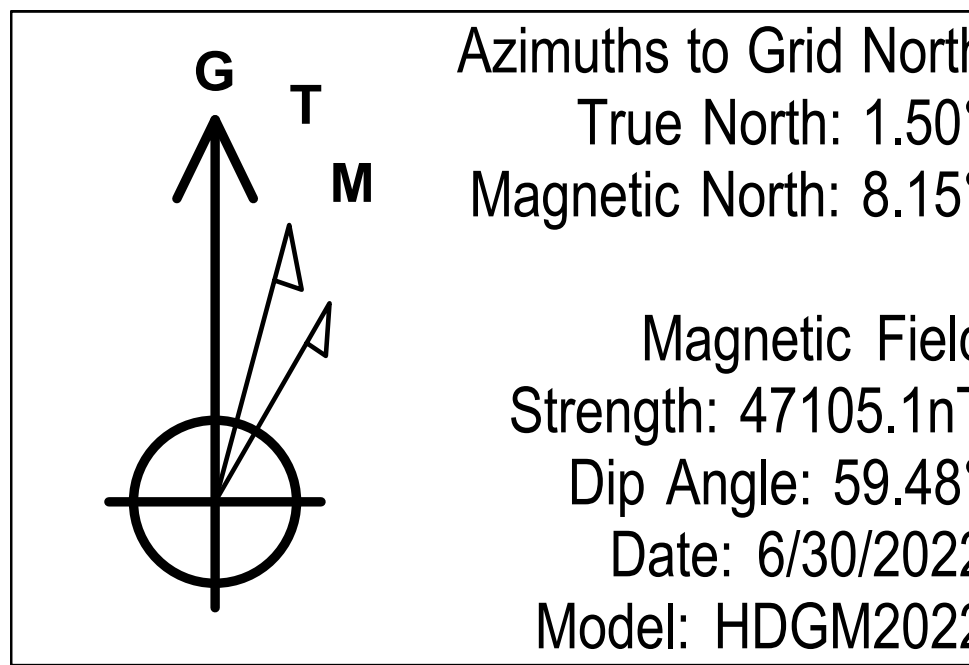 G
T
M
Azimuths to Grid North
True North: 1.50°
Magnetic North: 8.15°
Magnetic Field
Strength: 47105.1nT
Dip Angle: 59.48°
Date: 6/30/2022
Model: HDGM2022